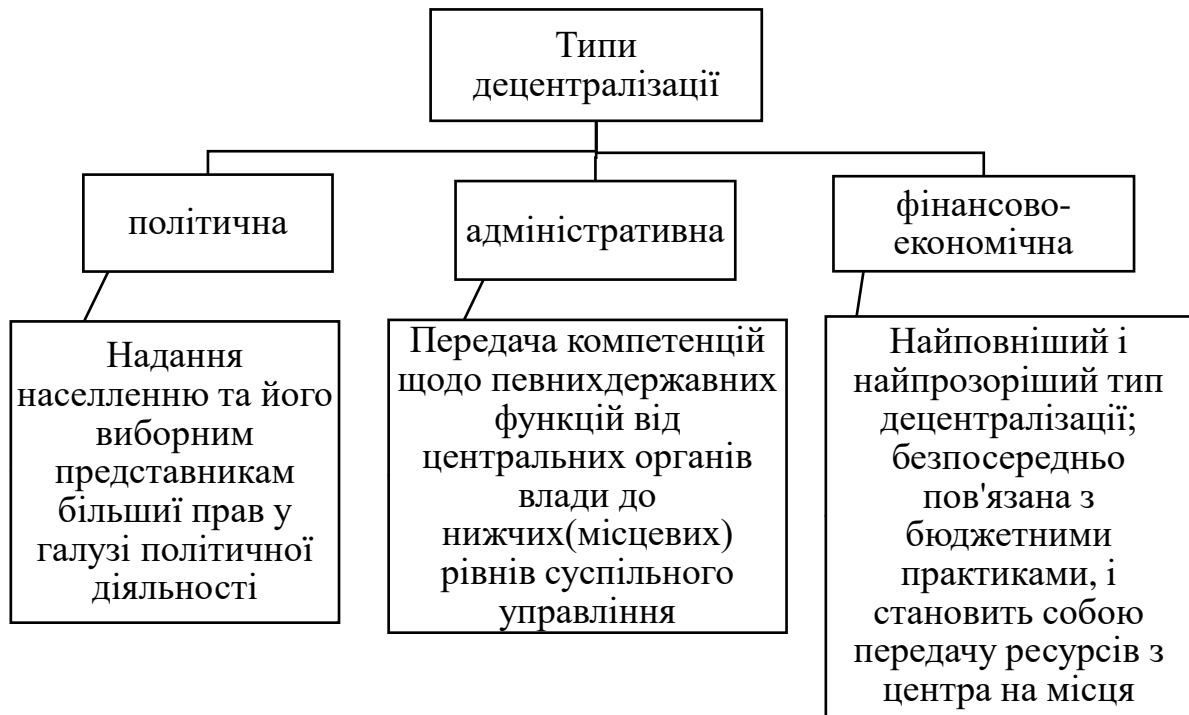 Типи
децентралізації
політична
адміністративна
фінансово-
економічна
Надання
населленню та його
виборним
представникам
більшиї прав у
галузі політичної
діяльності
Передача компетенцій
щодо певнихдержавних
функцій від
центральних органів
влади до
нижчих(місцевих)
рівнів суспільного
управління
Найповніший і
найпрозоріший тип
децентралізації;
безпосередньо
пов'язана з
бюджетними
практиками, і
становить собою
передачу ресурсів з
центра на місця